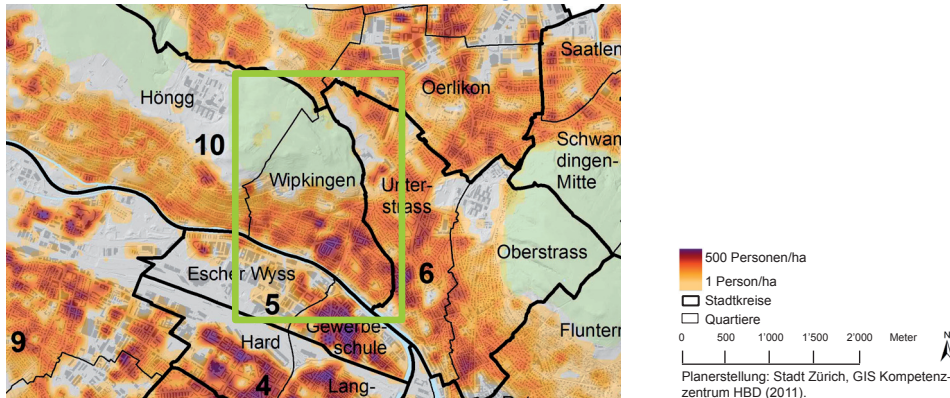 Saatlen
Oerlikon
Höngg
10
Schwam
dingen-
Mitte
Wipkingen
Unter-
strass
Oberstrass
Escher Wyss
6
5
Gewerbe-
schule
Hard
Fluntern
9
4
Lang-
500 Personen/ha
1 Person/ha
Stadtkreise
Quartiere
0 500 1'000 1'500 2'000 Meter
N
Planerstellung: Stadt Zürich, GIS Kompetenz-
zentrum HBD (2011).